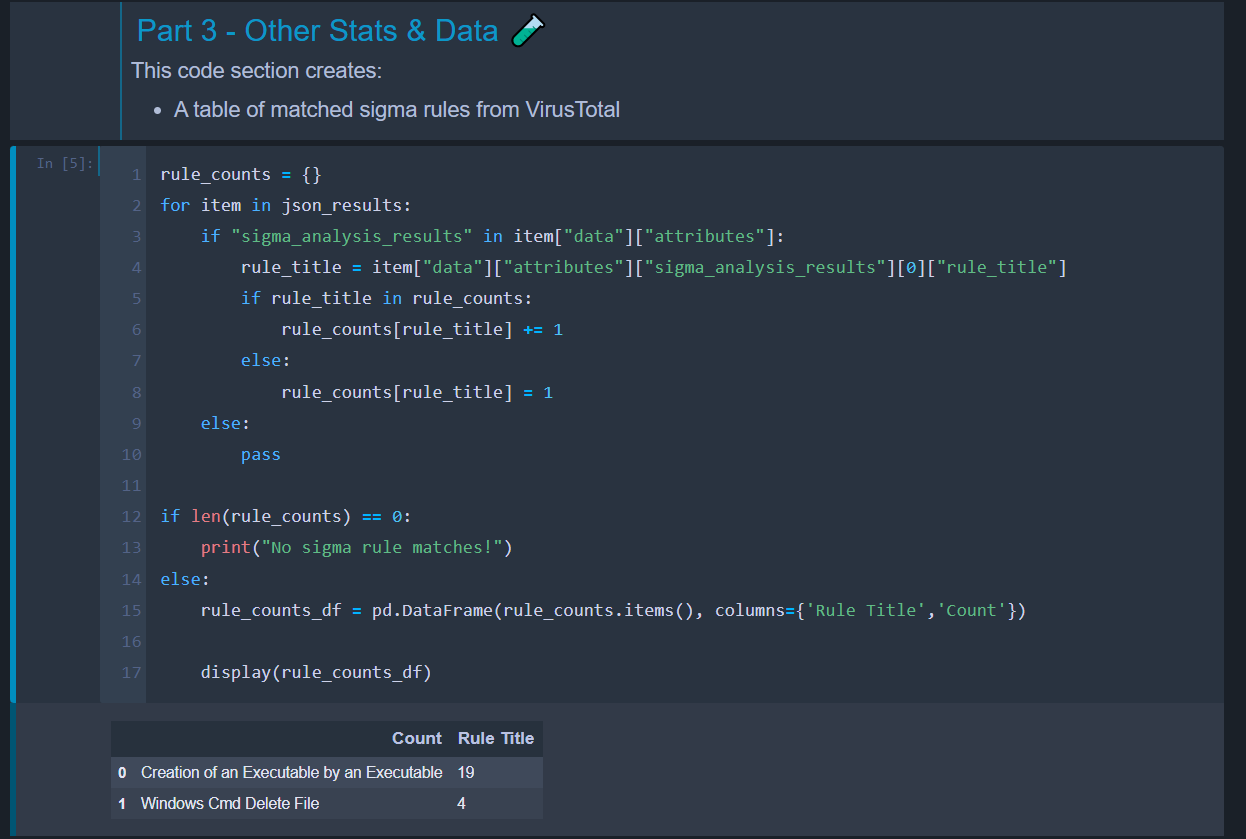 Part 3 - Other Stats & Data
This code section creates:
• A table of matched sigma rules from VirusTotal
In [5]:
1 rule_counts = {}
2 for item in json_results:
3     if "sigma_analysis_results" in item["data"]["attributes"]:
4         rule_title = item["data"]["attributes"]["sigma_analysis_results"][0]["rule_title"]
5         if rule_title in rule_counts:
6             rule_counts[rule_title] += 1
7         else:
8             rule_counts[rule_title] = 1
9     else:
10         pass
11
12 if len(rule_counts) == 0:
13     print("No sigma rule matches!")
14 else:
15     rule_counts_df = pd.DataFrame(rule_counts.items(), columns={'Rule Title','Count'})
16
17     display(rule_counts_df)
Count Rule Title
0 Creation of an Executable by an Executable 19
1 Windows Cmd Delete File 4